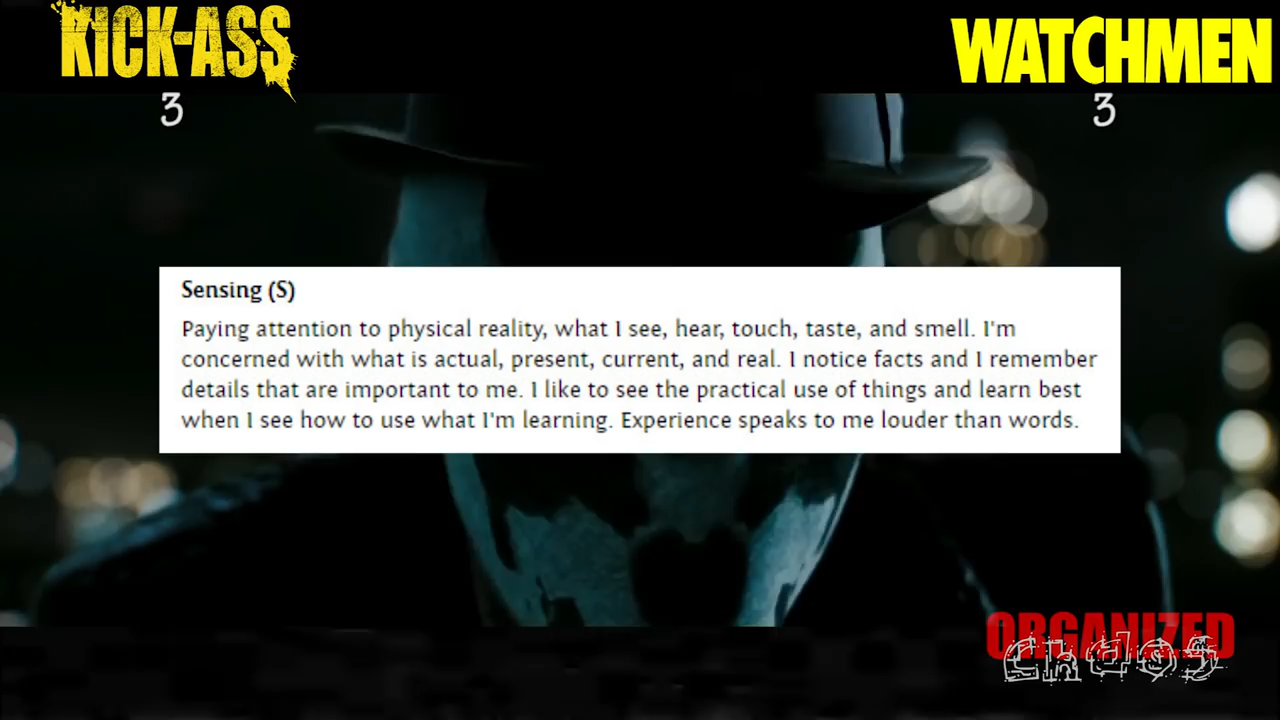 KICK-ASS
WATCHMEN
3
3
Sensing (S)
Paying attention to physical reality, what I see, hear, touch, taste, and smell. I'm
concerned with what is actual, present, current, and real. I notice facts and I remember
details that are important to me. I like to see the practical use of things and learn best
when I see how to use what I'm learning. Experience speaks to me louder than words.
ORGANIZED
chaos